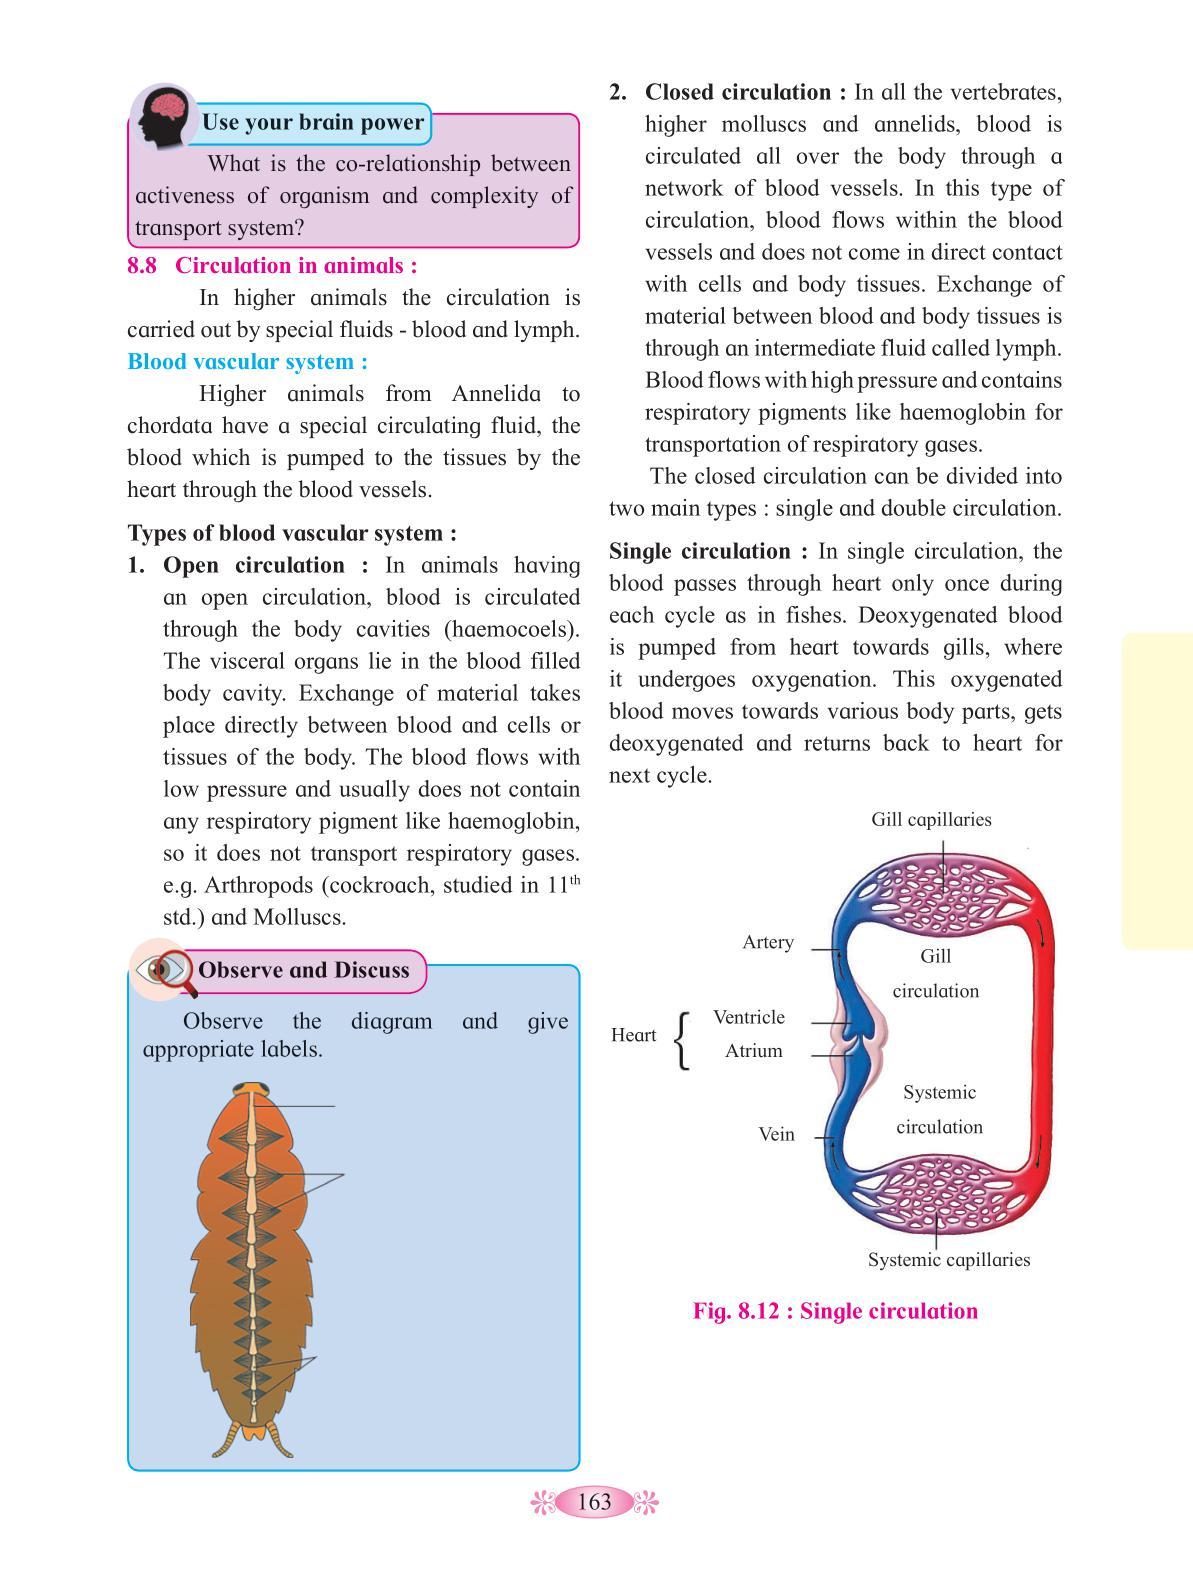 Use your brain power
What is the co-relationship between
activeness of organism and complexity of
transport system?
8.8 Circulation in animals :
In higher animals the circulation is
carried out by special fluids - blood and lymph.
Blood vascular system :
Higher animals from Annelida to
chordata have a special circulating fluid, the
blood which is pumped to the tissues by the
heart through the blood vessels.
Types of blood vascular system :
1. Open circulation : In animals having
an open circulation, blood is circulated
through the body cavities (haemocoels).
The visceral organs lie in the blood filled
body cavity. Exchange of material takes
place directly between blood and cells or
tissues of the body. The blood flows with
low pressure and usually does not contain
any respiratory pigment like haemoglobin,
so it does not transport respiratory gases.
e.g. Arthropods (cockroach, studied in 11th
std.) and Molluscs.
Observe and Discuss
Observe the diagram and give
appropriate labels.
2. Closed circulation : In all the vertebrates,
higher molluscs and annelids, blood is
circulated all over the body through a
network of blood vessels. In this type of
circulation, blood flows within the blood
vessels and does not come in direct contact
with cells and body tissues. Exchange of
material between blood and body tissues is
through an intermediate fluid called lymph.
Blood flows with high pressure and contains
respiratory pigments like haemoglobin for
transportation of respiratory gases.
The closed circulation can be divided into
two main types : single and double circulation.
Single circulation : In single circulation, the
blood passes through heart only once during
each cycle as in fishes. Deoxygenated blood
is pumped from heart towards gills, where
it undergoes oxygenation. This oxygenated
blood moves towards various body parts, gets
deoxygenated and returns back to heart for
next cycle.
Gill capillaries
Artery
Gill
circulation
Ventricle
Heart {
Atrium
Systemic
circulation
Vein
Systemic capillaries
Fig. 8.12 : Single circulation
163